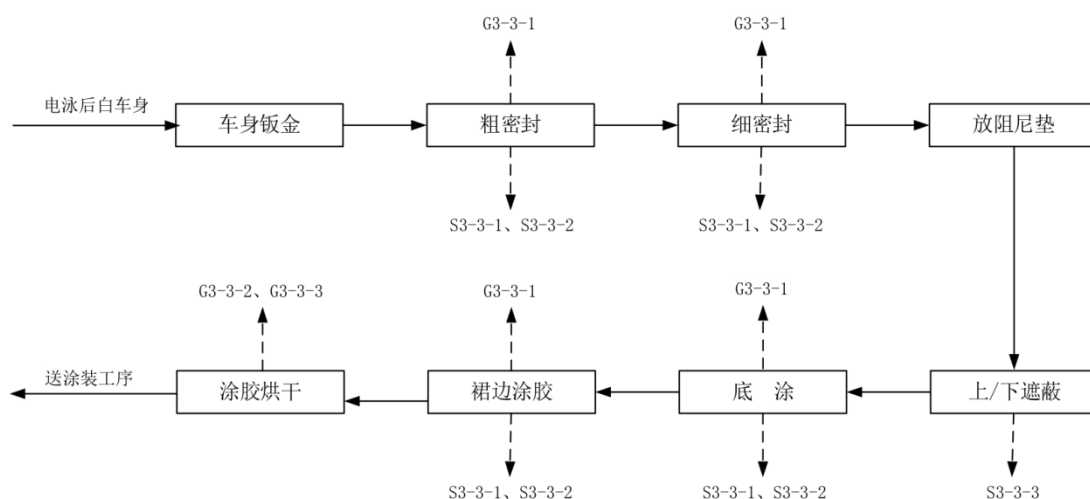 G3-3-1
G3-3-1
电泳后白车身
车身钣金
粗密封
细密封
放阻尼垫
S3-3-1、S3-3-2
S3-3-1、S3-3-2
G3-3-2、G3-3-3
G3-3-1
G3-3-1
送涂装工序
涂胶烘干
裙边涂胶
底　涂
上/下遮蔽
S3-3-1、S3-3-2
S3-3-1、S3-3-2
S3-3-3